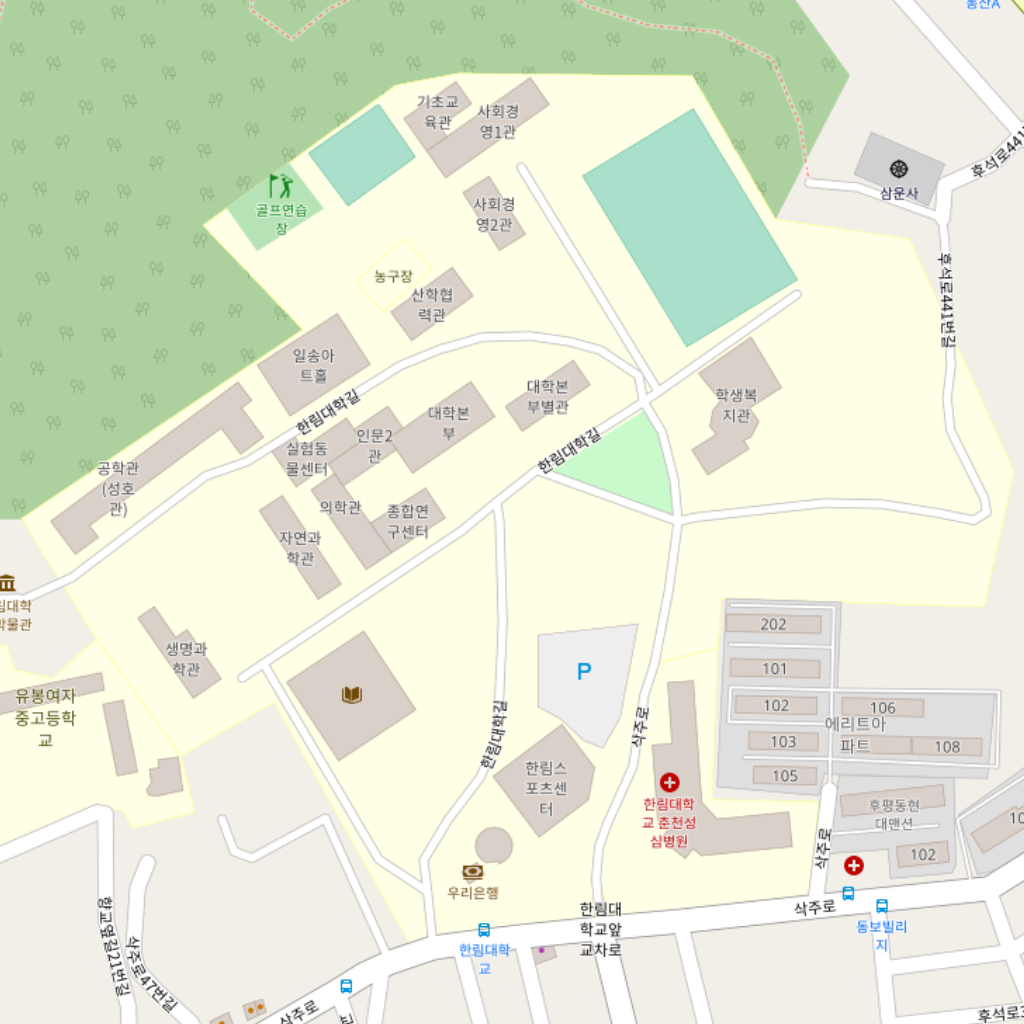 동산A
기초교
육관
사회경
영1관
후석로441
삼운사
골프연습
장
사회경
영2관
농구장
산학협
력관
후석로441번길
일송아
트홀
한림대학길
대학본
부별관
학생복
지관
대학본
부
인문2
관
실험동
물센터
한림대학길
공학관
(성호
관)
의학관
종합연
구센터
자연과
학관
림대학
박물관
생명과
학관
202
101
102
106
에리트아
파트
103
108
105
P
유봉여자
중고등학
교
한림대학길
삭주로
한림스
포츠센
터
한림대학
교 춘천성
심병원
후평동현
대맨션
102
10
삭주로
우리은행
한림대
학교앞
교차로
삭주로
동보빌리
지
한림대학
교
향교옆길21번길
삭주로47번길
삭주로
후석로3